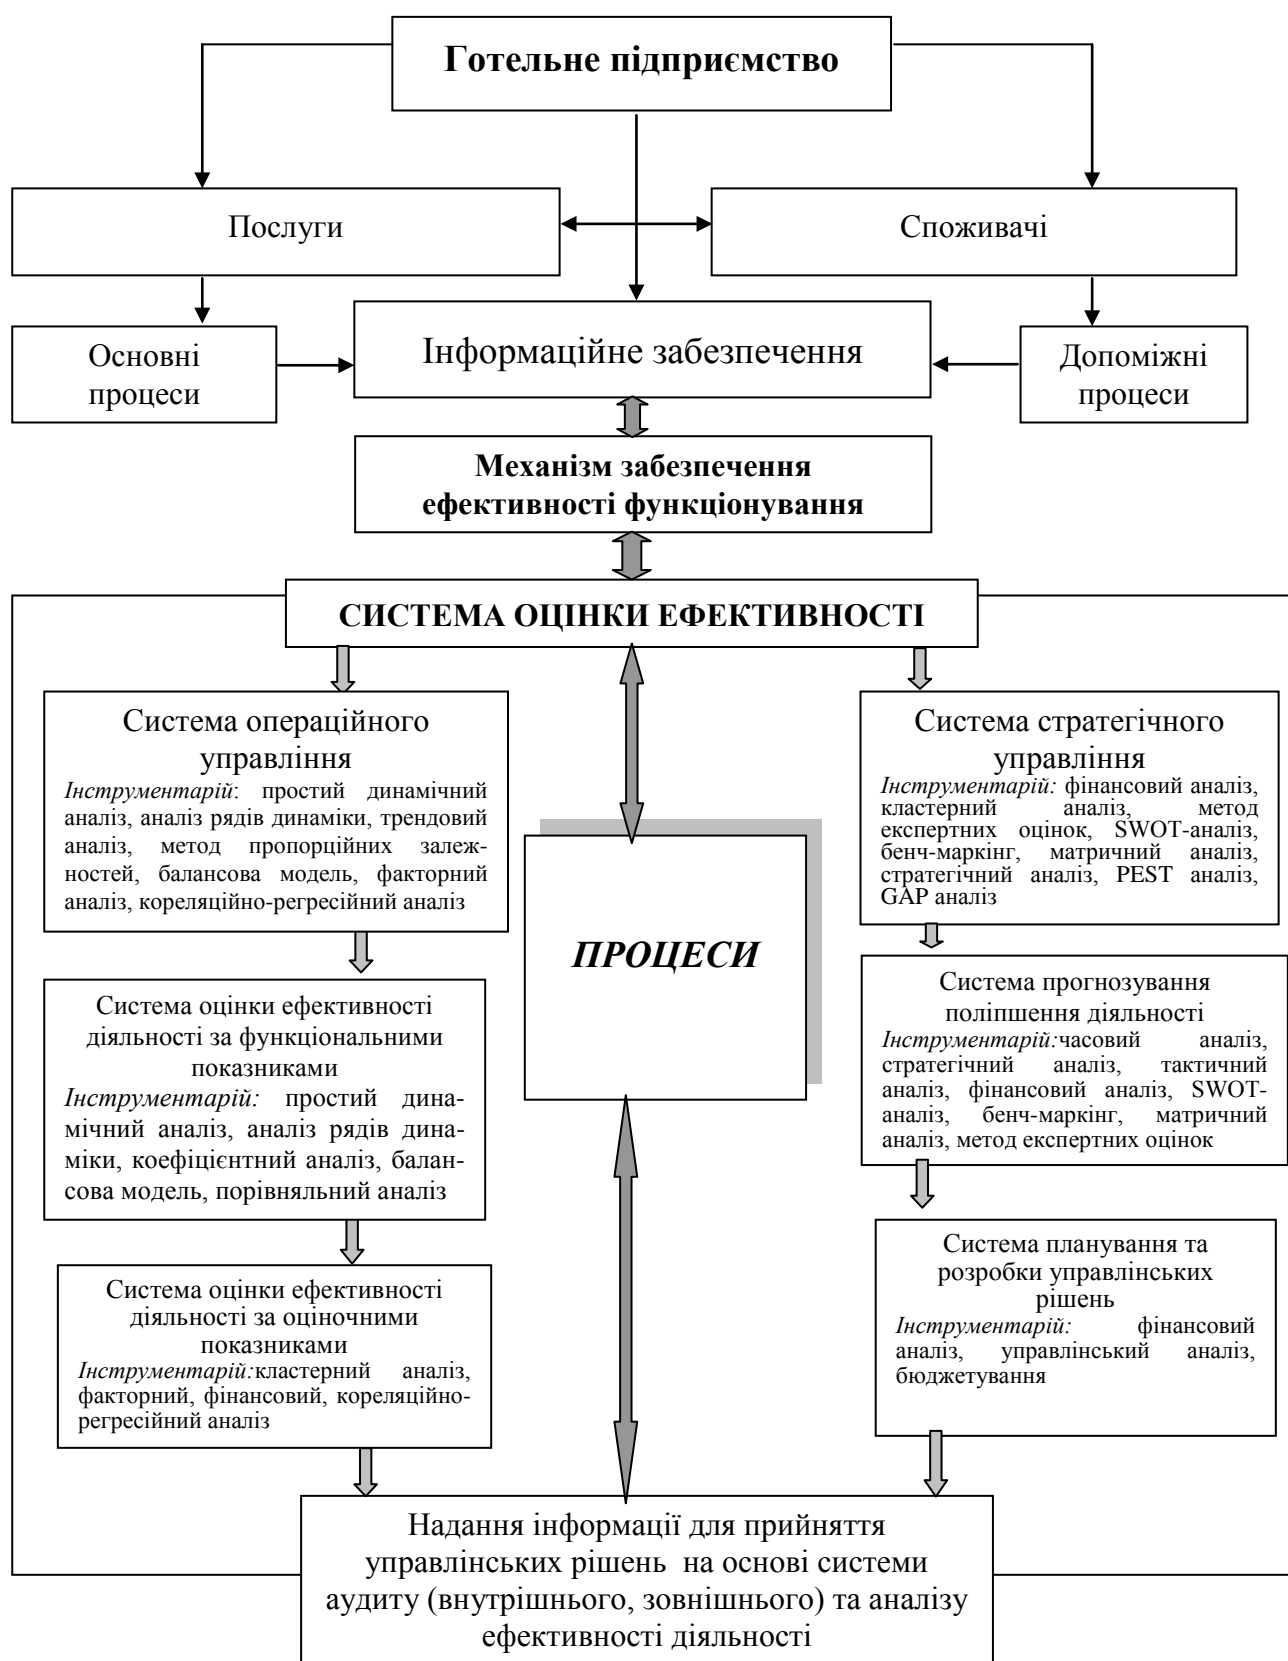 Готельне підприємство
Послуги
Споживачі
Основні
процеси
Інформаційне забезпечення
Допоміжні
процеси
Механізм забезпечення
ефективності функціонування
СИСТЕМА ОЦІНКИ ЕФЕКТИВНОСТІ
Система операційного
управління
Інструментарій: простий динамічний
аналіз, аналіз рядів динаміки, трендовий
аналіз, метод пропорційних залеж-
ностей, балансова модель, факторний
аналіз, кореляційно-регресійний аналіз
Система стратегічного
управління
Інструментарій: фінансовий аналіз,
кластерний аналіз, метод
експертних оцінок, SWOT-аналіз,
бенч-маркінг, матричний аналіз,
стратегічний аналіз, PEST аналіз,
GAP аналіз
ПРОЦЕСИ
Система оцінки ефективності
діяльності за функціональними
показниками
Інструментарій: простий дина-
мічний аналіз, аналіз рядів дина-
міки, коефіцієнтний аналіз, балан-
сова модель, порівняльний аналіз
Система прогнозування
поліпшення діяльності
Інструментарій:часовий аналіз,
стратегічний аналіз, тактичний
аналіз, фінансовий аналіз, SWOT-
аналіз, бенч-маркінг, матричний
аналіз, метод експертних оцінок
Система оцінки ефективності
діяльності за оціночними
показниками
Інструментарій:кластерний аналіз,
факторний, фінансовий, кореляційно-
регресійний аналіз
Система планування та
розробки управлінських
рішень
Інструментарій: фінансовий
аналіз, управлінський аналіз,
бюджетування
Надання інформації для прийняття
управлінських рішень на основі системи
аудиту (внутрішнього, зовнішнього) та аналізу
ефективності діяльності